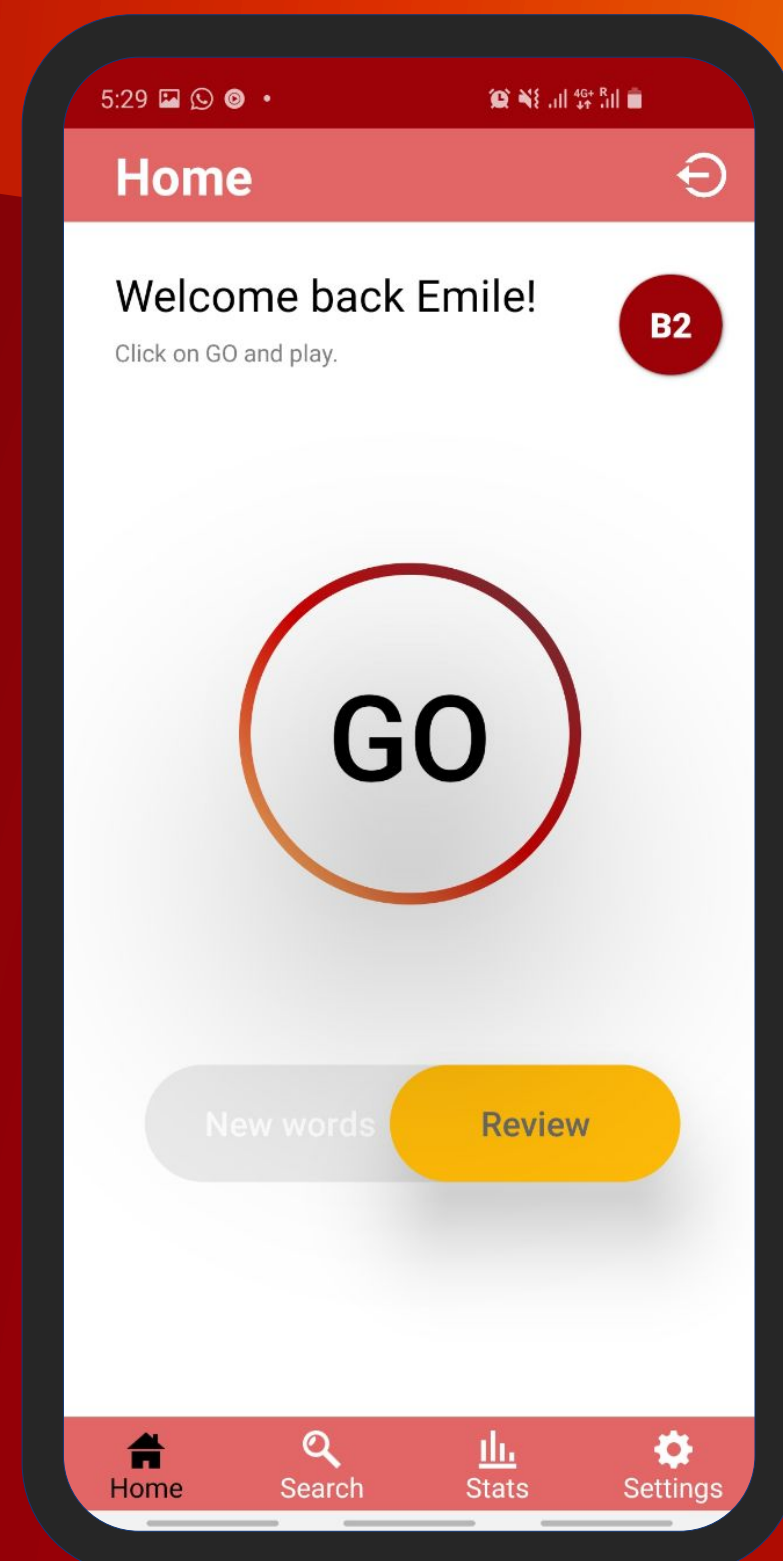 5:29 4G+ R
Home
Welcome back Emile!
B2
Click on GO and play.
GO
New words Review
Home Search Stats Settings